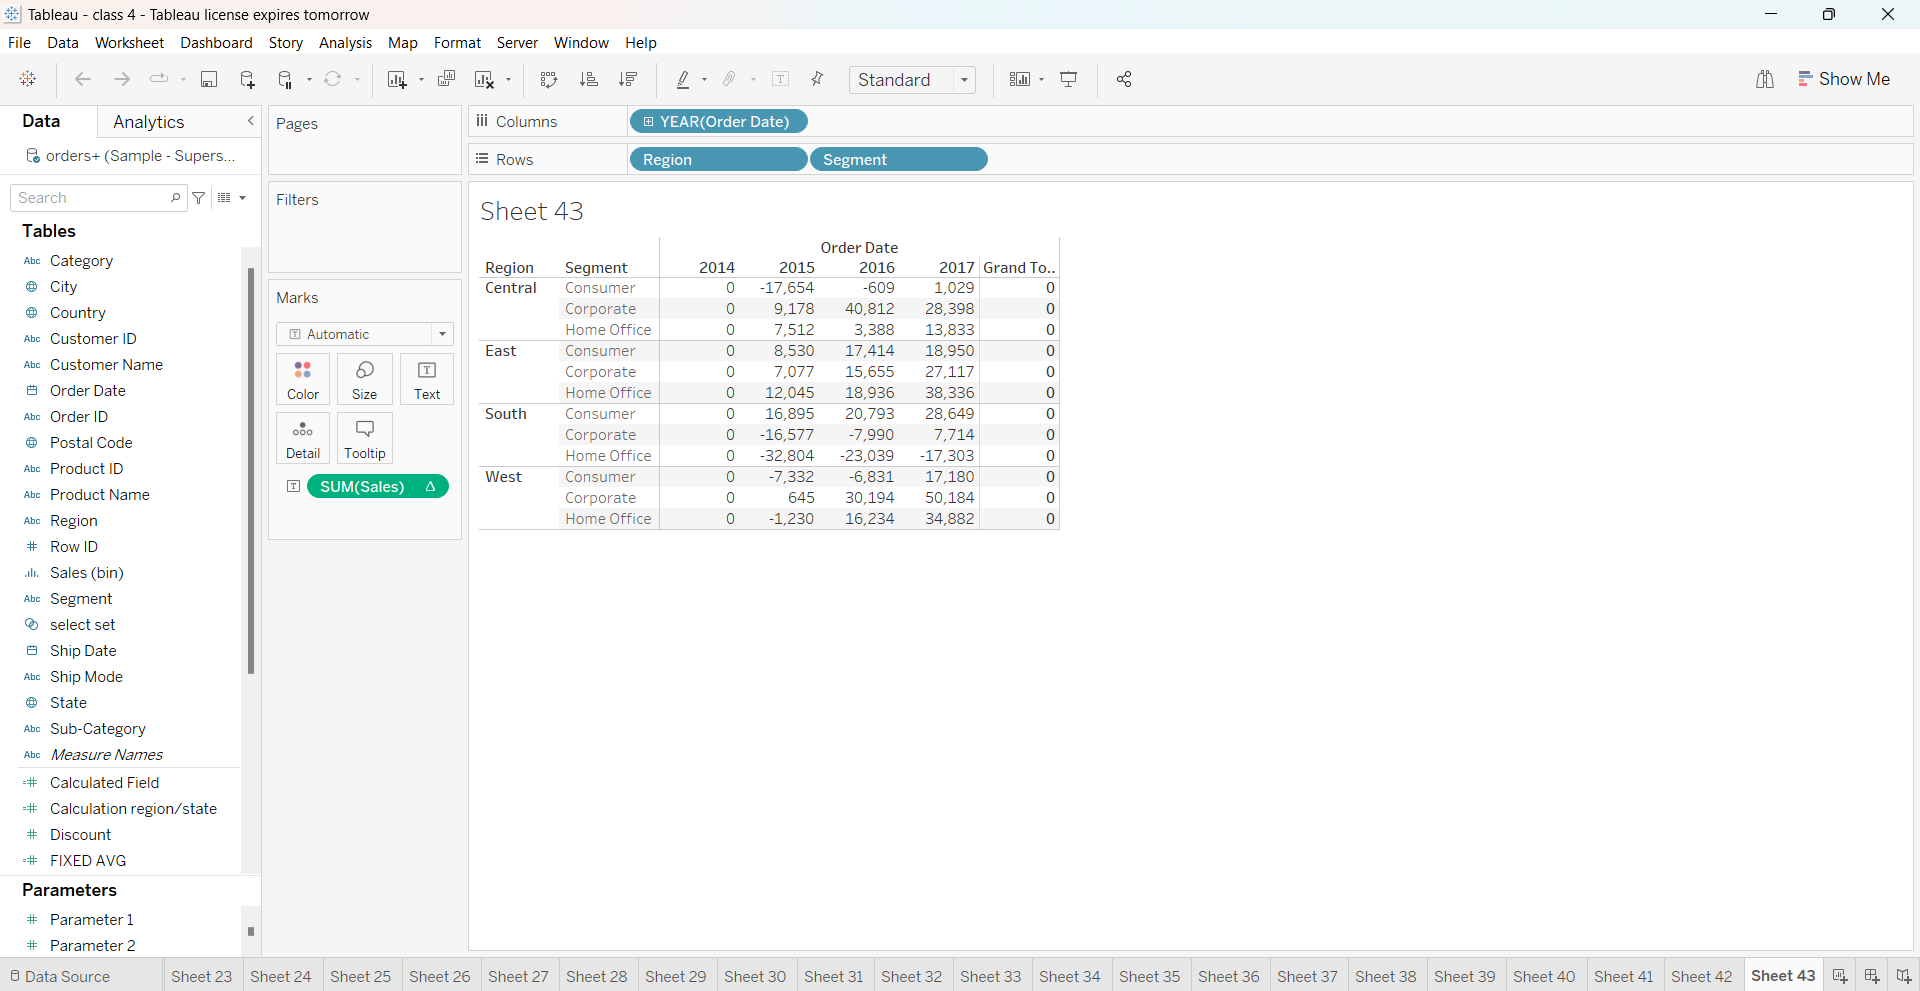 Tableau - class 4 - Tableau license expires tomorrow
File Data Worksheet Dashboard Story Analysis Map Format Server Window Help
Standard
Show Me
Data Analytics
orders+ (Sample - Supers...
Search
Tables
Abc Category
City
Country
Abc Customer ID
Abc Customer Name
Order Date
Abc Order ID
Postal Code
Abc Product ID
Abc Product Name
Abc Region
# Row ID
Sales (bin)
Abc Segment
select set
Ship Date
Abc Ship Mode
State
Abc Sub-Category
Abc Measure Names
=# Calculated Field
=# Calculation region/state
# Discount
=# FIXED AVG
Parameters
# Parameter 1
# Parameter 2
Pages
Filters
Marks
T Automatic
Color Size Text
Detail Tooltip
T SUM(Sales) Δ
Columns YEAR(Order Date)
Rows Region Segment
Sheet 43
Order Date
Region Segment 2014 2015 2016 2017 Grand To..
Central Consumer 0 -17,654 -609 1,029 0
Corporate 0 9,178 40,812 28,398 0
Home Office 0 7,512 3,388 13,833 0
East Consumer 0 8,530 17,414 18,950 0
Corporate 0 7,077 15,655 27,117 0
Home Office 0 12,045 18,936 38,336 0
South Consumer 0 16,895 20,793 28,649 0
Corporate 0 -16,577 -7,990 7,714 0
Home Office 0 -32,804 -23,039 -17,303 0
West Consumer 0 -7,332 -6,831 17,180 0
Corporate 0 645 30,194 50,184 0
Home Office 0 -1,230 16,234 34,882 0
Data Source Sheet 23 Sheet 24 Sheet 25 Sheet 26 Sheet 27 Sheet 28 Sheet 29 Sheet 30 Sheet 31 Sheet 32 Sheet 33 Sheet 34 Sheet 35 Sheet 36 Sheet 37 Sheet 38 Sheet 39 Sheet 40 Sheet 41 Sheet 42 Sheet 43